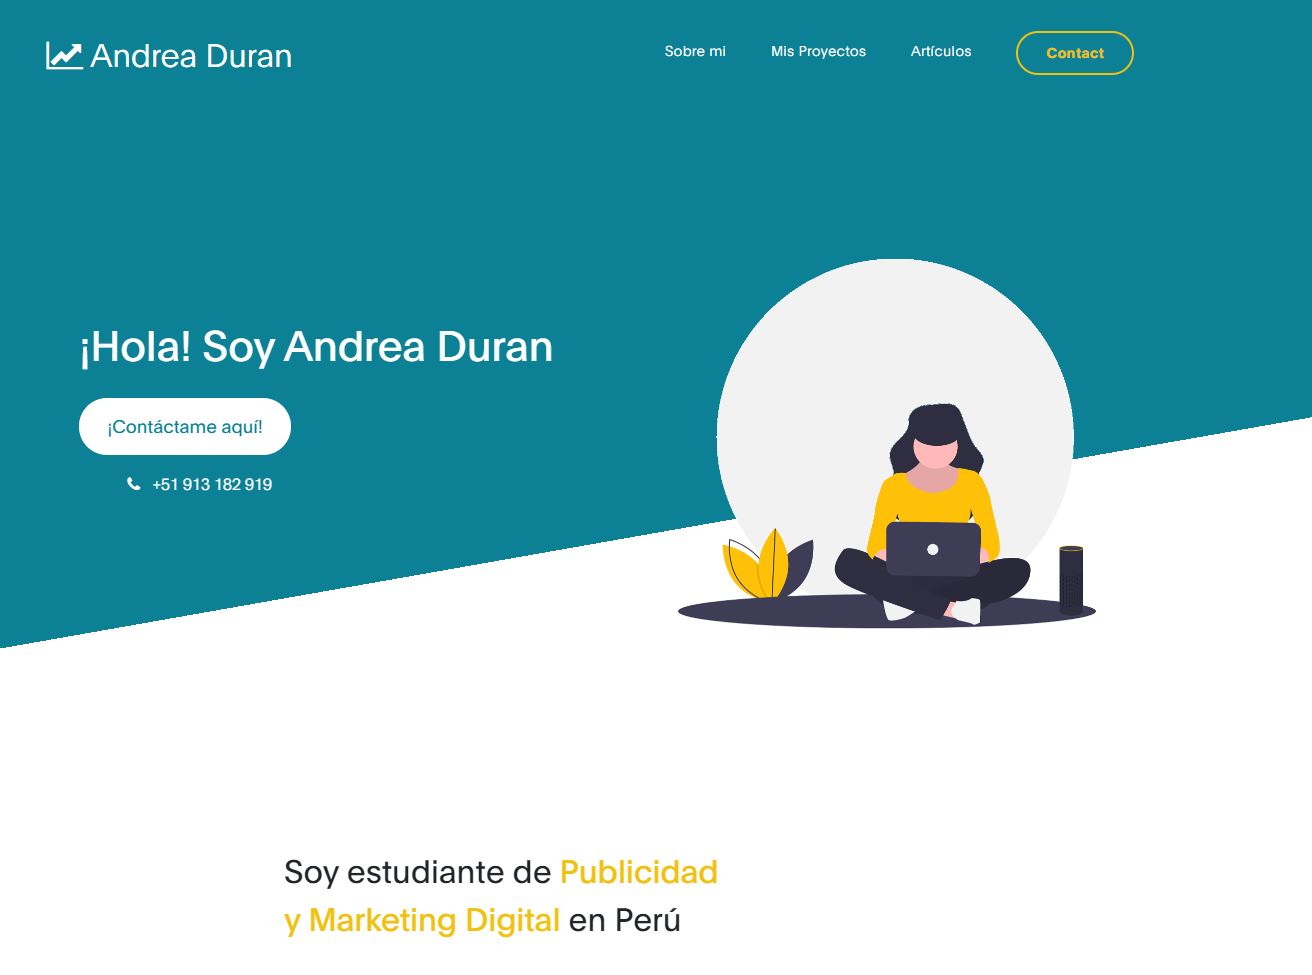 Andrea Duran
Sobre mi
Mis Proyectos
Artículos
Contact
¡Hola! Soy Andrea Duran
¡Contáctame aquí!
+51 913 182 919
Soy estudiante de Publicidad
y Marketing Digital en Perú